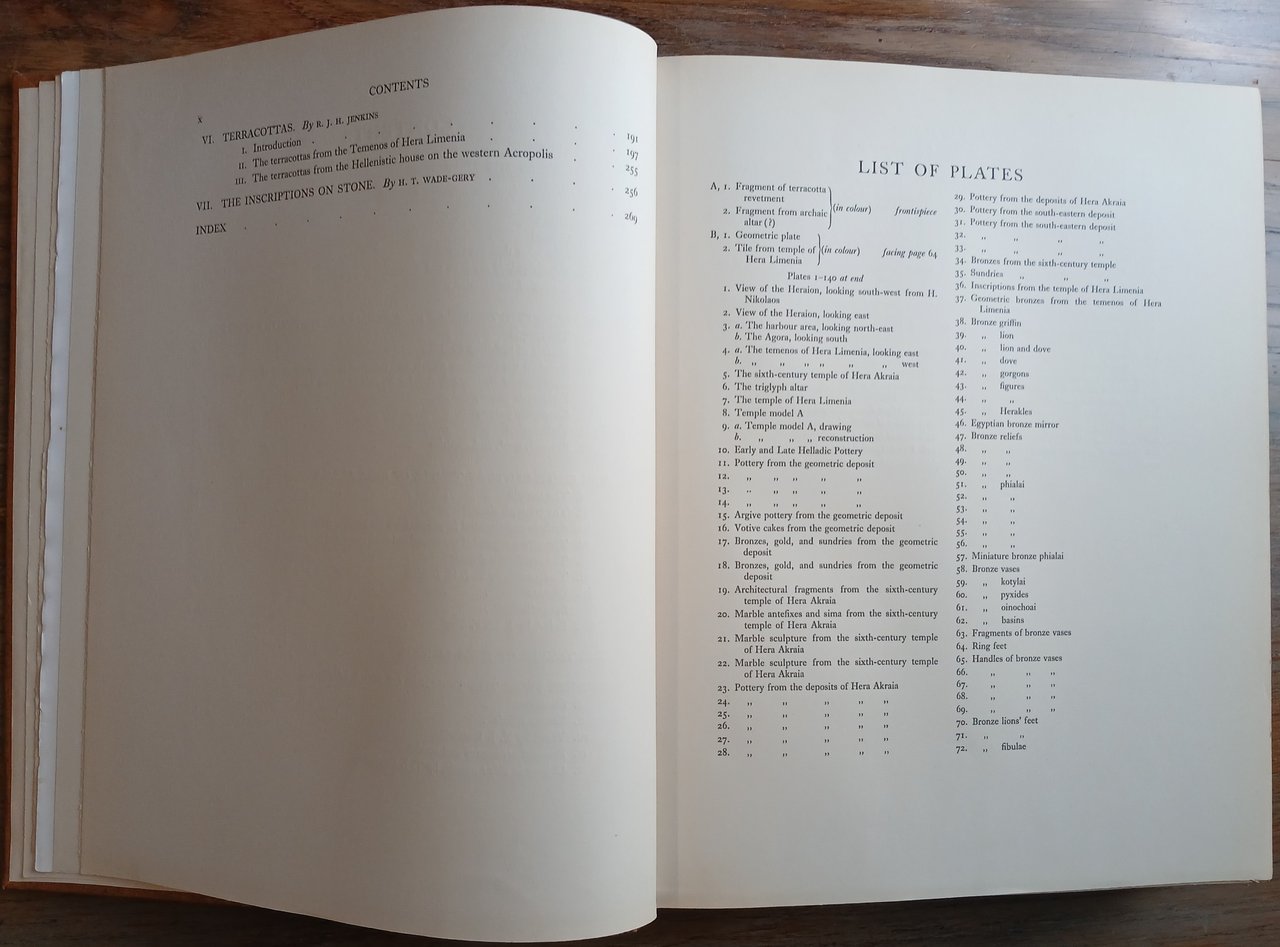 CONTENTS
x
VI. TERRACOTTAS. By R. J. H. JENKINS
I. Introduction . . . . . . . 191
II. The terracottas from the Temenos of Hera Limenia . . . 197
III. The terracottas from the Hellenistic house on the western Acropolis . . 255
VII. THE INSCRIPTIONS ON STONE. By H. T. WADE-GERY . . . . 256
INDEX . . . . . . . . . . 269
LIST OF PLATES
A, 1. Fragment of terracotta
revetment
2. Fragment from archaic
altar (?)
(in colour) frontispiece
B, 1. Geometric plate
2. Tile from temple of
Hera Limenia
(in colour) facing page 64
Plates 1–140 at end
1. View of the Heraion, looking south-west from H.
Nikolaos
2. View of the Heraion, looking east
3. a. The harbour area, looking north-east
b. The Agora, looking south
4. a. The temenos of Hera Limenia, looking east
b. ,, ,, ,, ,, ,, ,, west
5. The sixth-century temple of Hera Akraia
6. The triglyph altar
7. The temple of Hera Limenia
8. Temple model A
9. a. Temple model A, drawing
b. ,, ,, ,, reconstruction
10. Early and Late Helladic Pottery
11. Pottery from the geometric deposit
12. ,, ,, ,, ,, ,,
13. ,, ,, ,, ,, ,,
14. ,, ,, ,, ,, ,,
15. Argive pottery from the geometric deposit
16. Votive cakes from the geometric deposit
17. Bronzes, gold, and sundries from the geometric
deposit
18. Bronzes, gold, and sundries from the geometric
deposit
19. Architectural fragments from the sixth-century
temple of Hera Akraia
20. Marble antefixes and sima from the sixth-century
temple of Hera Akraia
21. Marble sculpture from the sixth-century temple
of Hera Akraia
22. Marble sculpture from the sixth-century temple
of Hera Akraia
23. Pottery from the deposits of Hera Akraia
24. ,, ,, ,, ,, ,,
25. ,, ,, ,, ,, ,,
26. ,, ,, ,, ,, ,,
27. ,, ,, ,, ,, ,,
28. ,, ,, ,, ,, ,,
29. Pottery from the deposits of Hera Akraia
30. Pottery from the south-eastern deposit
31. Pottery from the south-eastern deposit
32. ,, ,, ,, ,,
33. ,, ,, ,, ,,
34. Bronzes from the sixth-century temple
35. Sundries ,, ,, ,,
36. Inscriptions from the temple of Hera Limenia
37. Geometric bronzes from the temenos of Hera
Limenia
38. Bronze griffin
39. ,, lion
40. ,, lion and dove
41. ,, dove
42. ,, gorgons
43. ,, figures
44. ,, ,,
45. ,, Herakles
46. Egyptian bronze mirror
47. Bronze reliefs
48. ,, ,,
49. ,, ,,
50. ,, ,,
51. ,, phialai
52. ,, ,,
53. ,, ,,
54. ,, ,,
55. ,, ,,
56. ,, ,,
57. Miniature bronze phialai
58. Bronze vases
59. ,, kotylai
60. ,, pyxides
61. ,, oinochoai
62. ,, basins
63. Fragments of bronze vases
64. Ring feet
65. Handles of bronze vases
66. ,, ,, ,,
67. ,, ,, ,,
68. ,, ,, ,,
69. ,, ,, ,,
70. Bronze lions' feet
71. ,, ,,
72. ,, fibulae